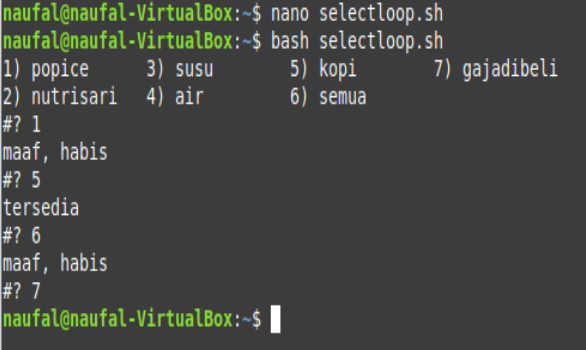 naufal@naufal-VirtualBox:~$ nano selectloop.sh
naufal@naufal-VirtualBox:~$ bash selectloop.sh
1) popice 3) susu 5) kopi 7) gajadibeli
2) nutrisari 4) air 6) semua
#? 1
maaf, habis
#? 5
tersedia
#? 6
maaf, habis
#? 7
naufal@naufal-VirtualBox:~$